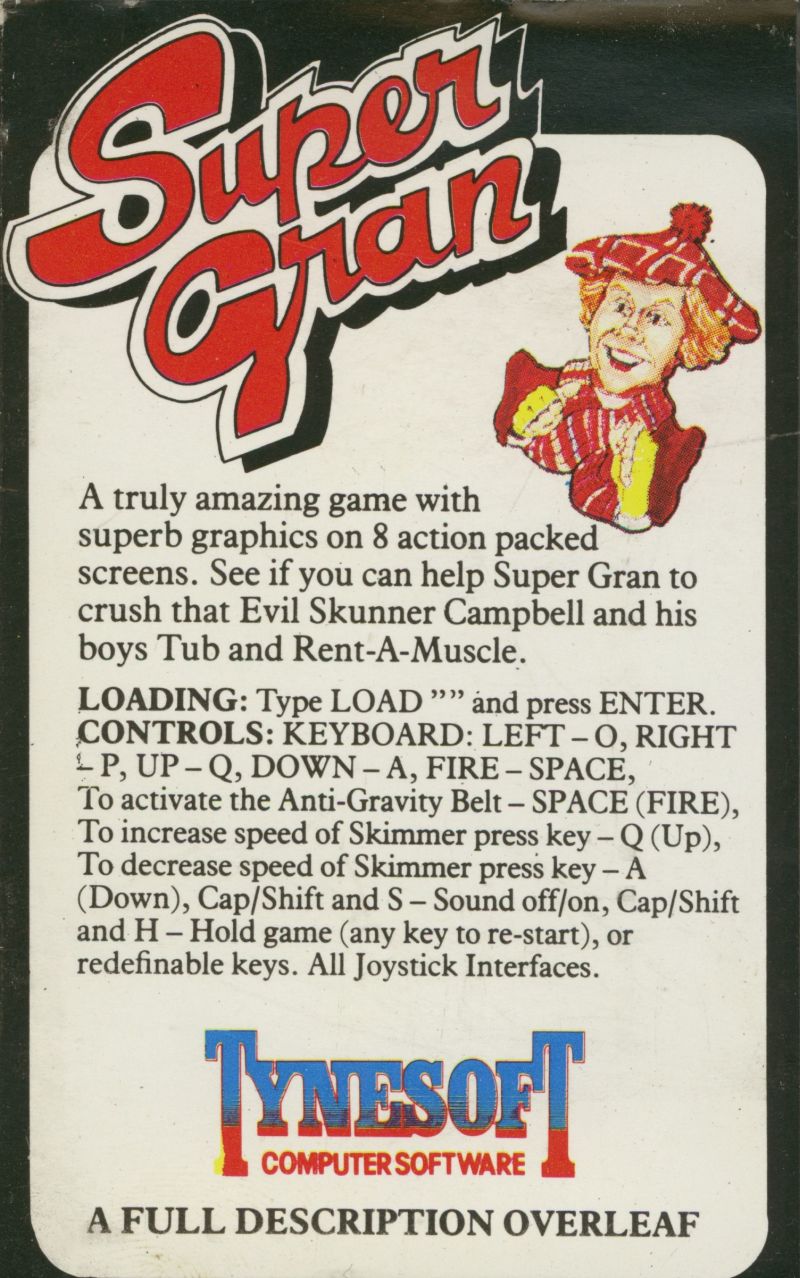 Super
Gran
A truly amazing game with
superb graphics on 8 action packed
screens. See if you can help Super Gran to
crush that Evil Skunner Campbell and his
boys Tub and Rent-A-Muscle.
LOADING: Type LOAD ”” and press ENTER.
CONTROLS: KEYBOARD: LEFT – O, RIGHT
– P, UP – Q, DOWN – A, FIRE – SPACE,
To activate the Anti-Gravity Belt – SPACE (FIRE),
To increase speed of Skimmer press key – Q (Up),
To decrease speed of Skimmer press key – A
(Down), Cap/Shift and S – Sound off/on, Cap/Shift
and H – Hold game (any key to re-start), or
redefinable keys. All Joystick Interfaces.
TYNESOFT
COMPUTER SOFTWARE
A FULL DESCRIPTION OVERLEAF